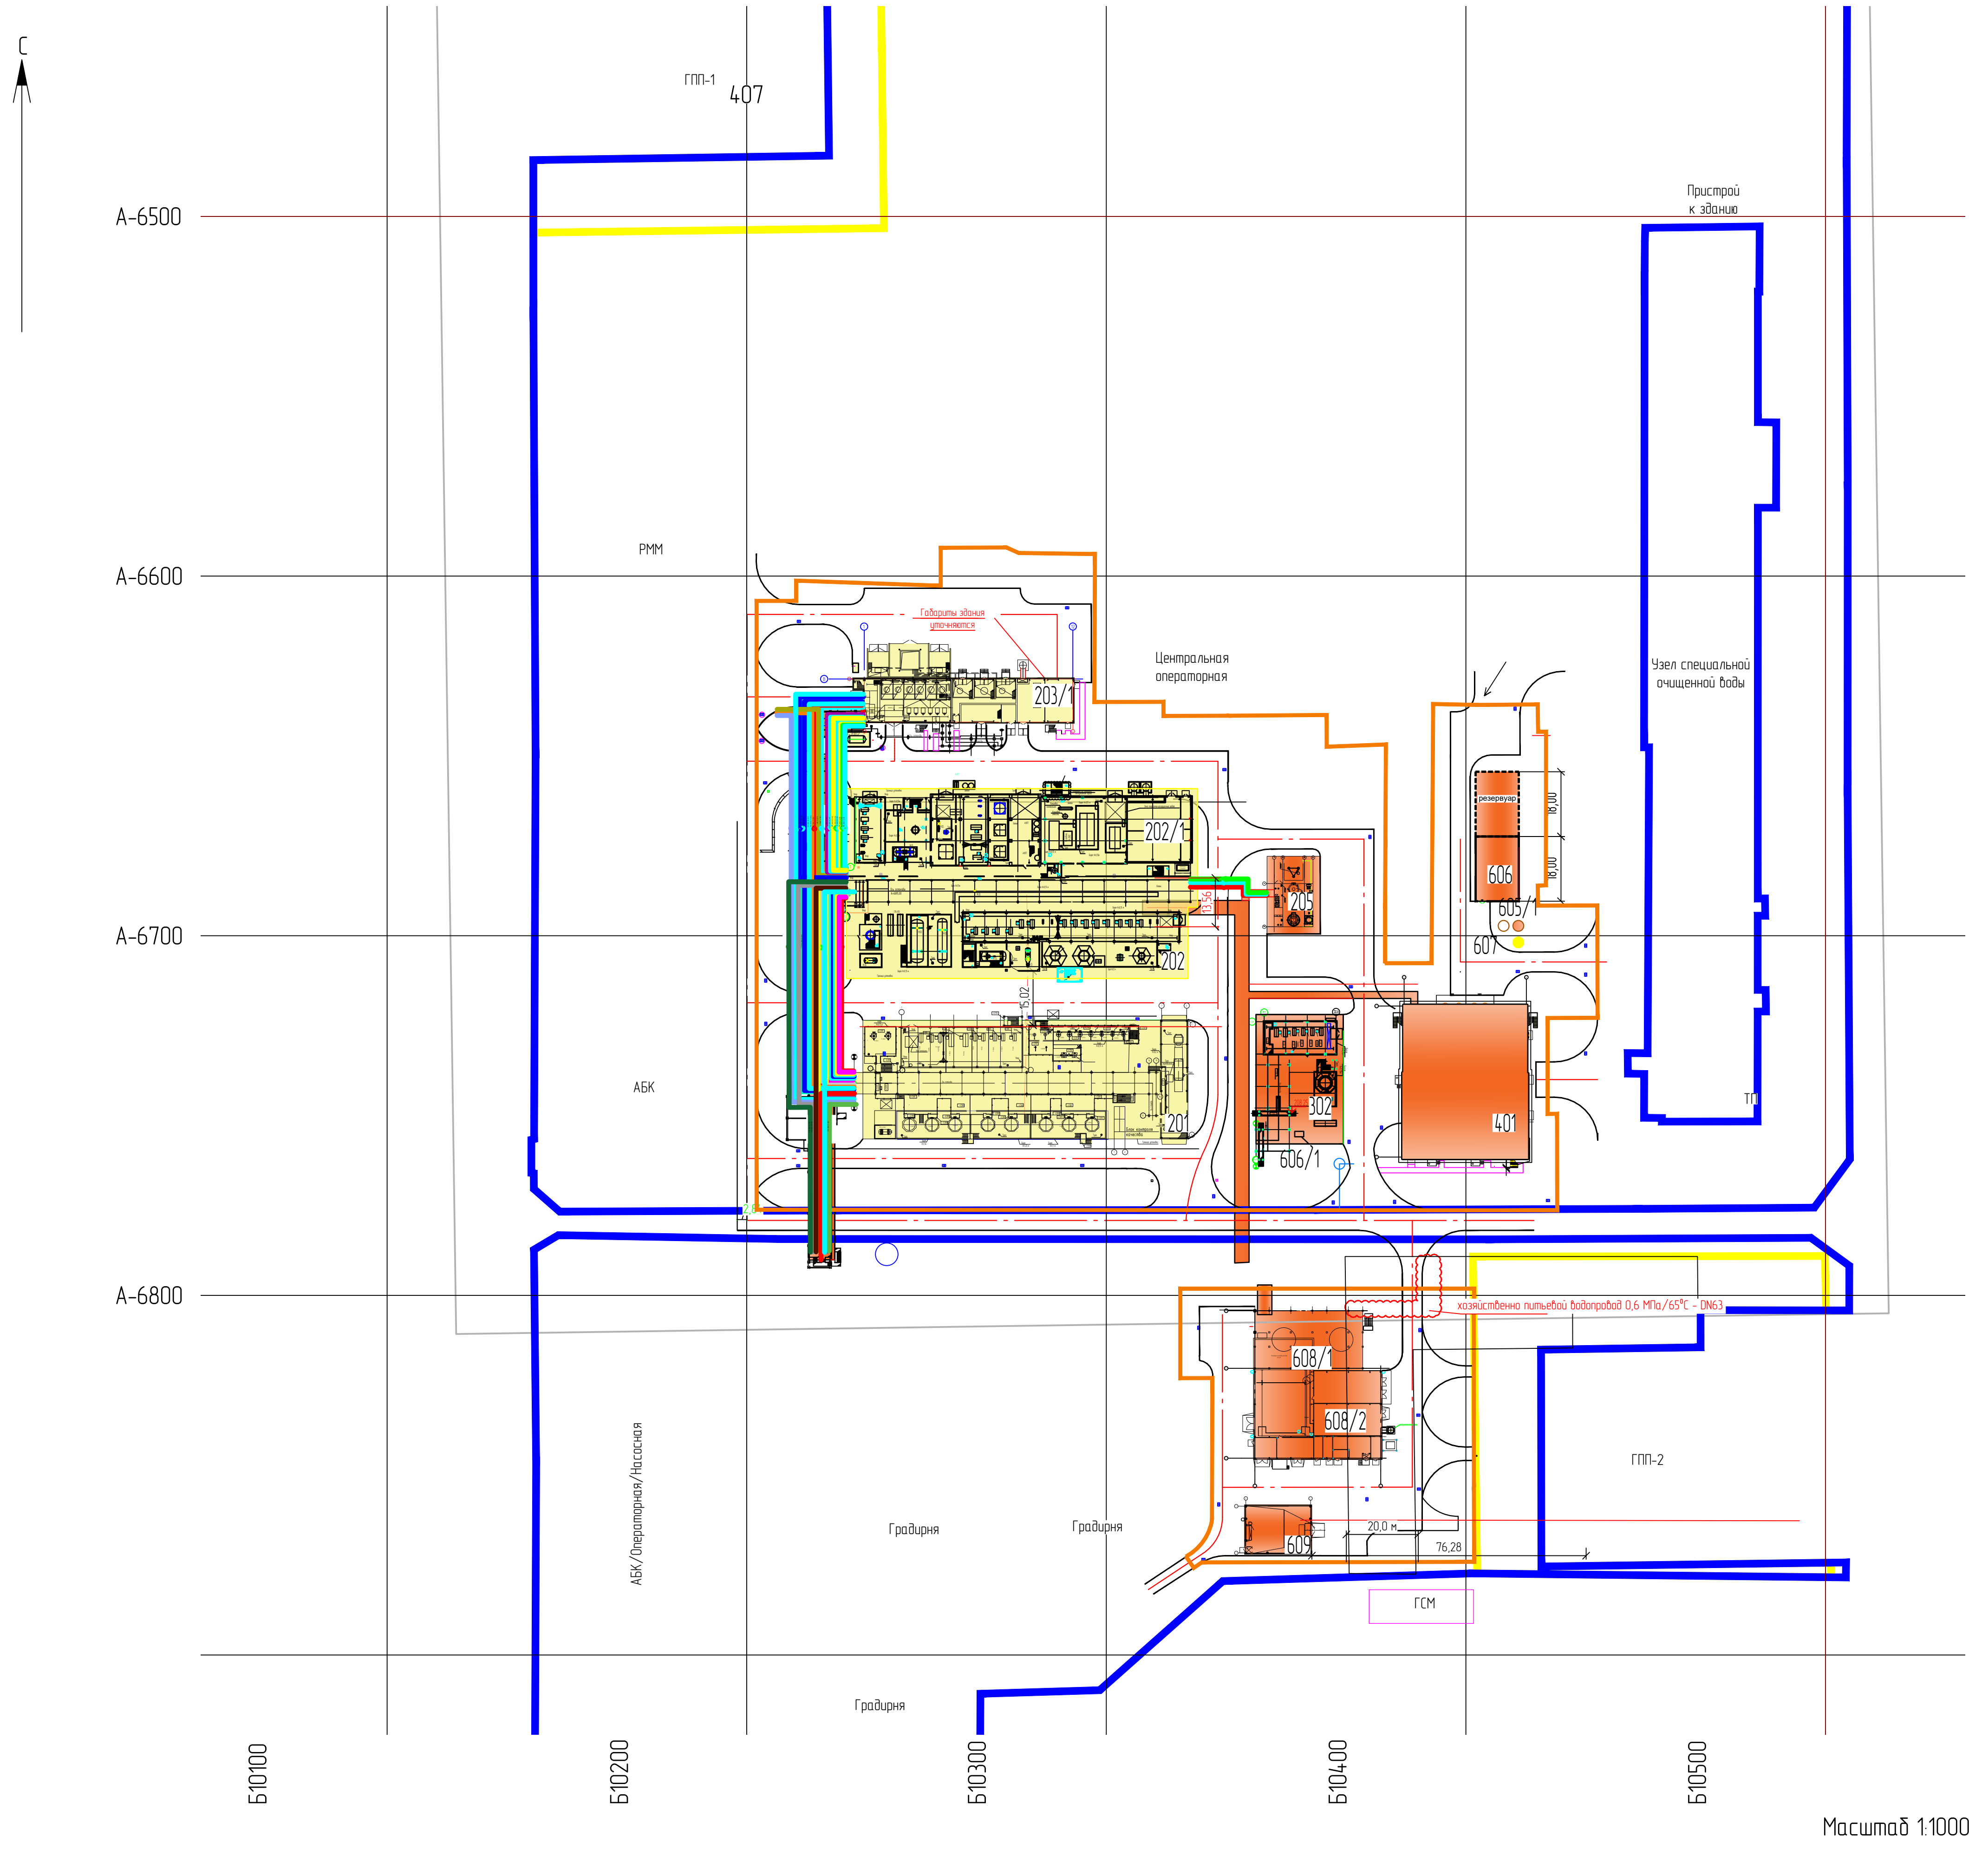 С
ГПП-1
407
Пристрой
к зданию
А-6500
РММ
А-6600
Габариты здания
уточняются
Центральная
операторная
Узел специальной
очищенной воды
203/1
резервуар
18,00
202/1
606
18,00
205
13,56
605/1
А-6700
607
202
15,02
АБК
ТП
302
201
401
606/1
А-6800
хозяйственно питьевой водопровод 0,6 МПа/65°С - DN63
608/1
608/2
АБК/Операторная/Насосная
ГПП-2
Градирня
Градирня
20,0 м
609
76,28
ГСМ
Градирня
Б10100
Б10200
Б10300
Б10400
Б10500
Масштаб 1:1000